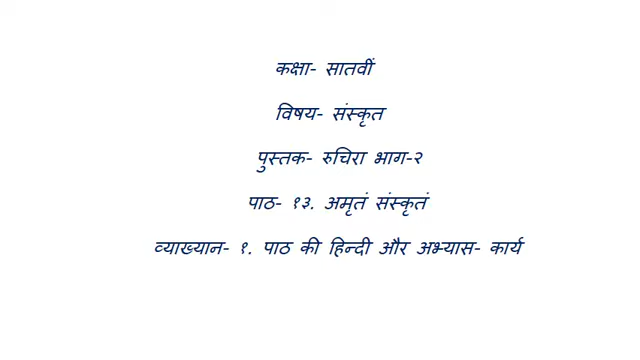 कक्षा- सातवीं
विषय- संस्कृत
पुस्तक- रुचिरा भाग-२
पाठ- १३. अमृतं संस्कृतं
व्याख्यान- १. पाठ की हिन्दी और अभ्यास- कार्य